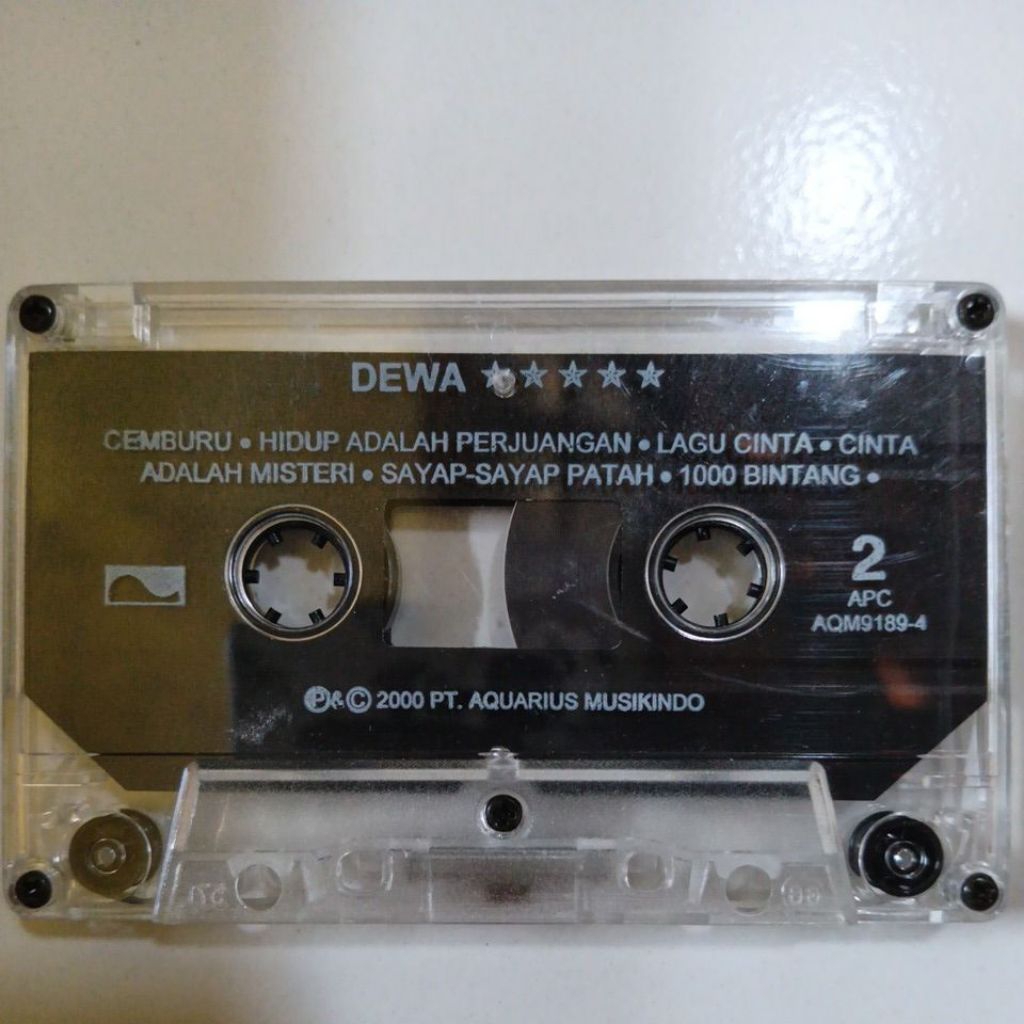 DEWA ★★★★★
CEMBURU • HIDUP ADALAH PERJUANGAN • LAGU CINTA • CINTA
ADALAH MISTERI • SAYAP-SAYAP PATAH • 1000 BINTANG •
2
APC
AQM9189-4
℗&© 2000 PT. AQUARIUS MUSIKINDO